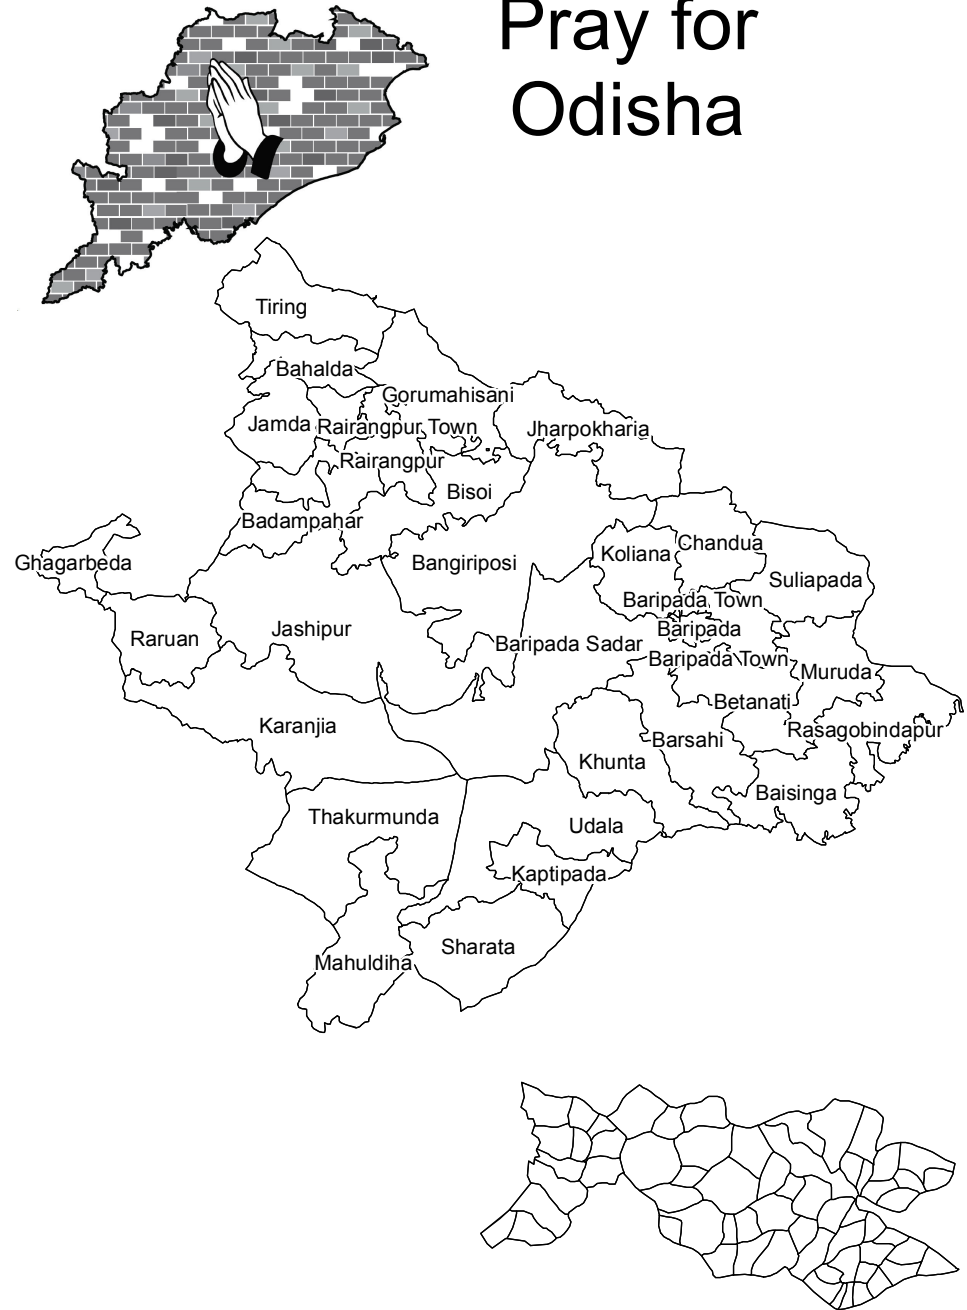 Pray for
Odisha
Tiring
Bahalda
Gorumahisani
Jamda
Rairangpur Town
Jharpokharia
Rairangpur
Bisoi
Badampahar
Ghagarbeda
Bangiriposi
Koliana
Chandua
Suliapada
Baripada Town
Raruan
Jashipur
Baripada Sadar
Baripada
Baripada Town
Muruda
Betanati
Karanjia
Barsahi
Rasagobindapur
Khunta
Baisinga
Thakurmunda
Udala
Kaptipada
Sharata
Mahuldiha